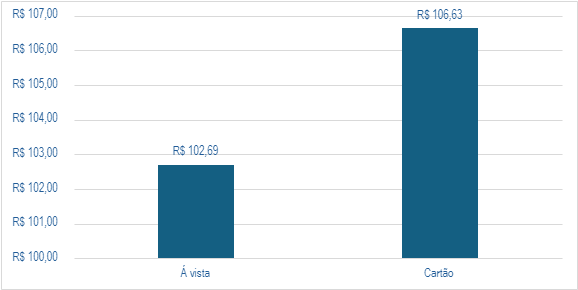 R$ 107,00
R$ 106,63
R$ 106,00
R$ 105,00
R$ 104,00
R$ 103,00
R$ 102,69
R$ 102,00
R$ 101,00
R$ 100,00
Á vista
Cartão